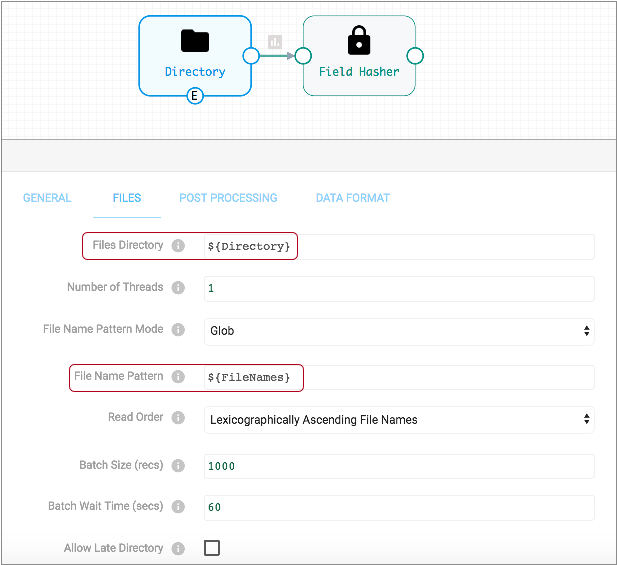 Directory
Field Hasher
E
GENERAL FILES POST PROCESSING DATA FORMAT
Files Directory i ${Directory}
Number of Threads i 1
File Name Pattern Mode i Glob
File Name Pattern i ${FileNames}
Read Order i Lexicographically Ascending File Names
Batch Size (recs) i 1000
Batch Wait Time (secs) i 60
Allow Late Directory i